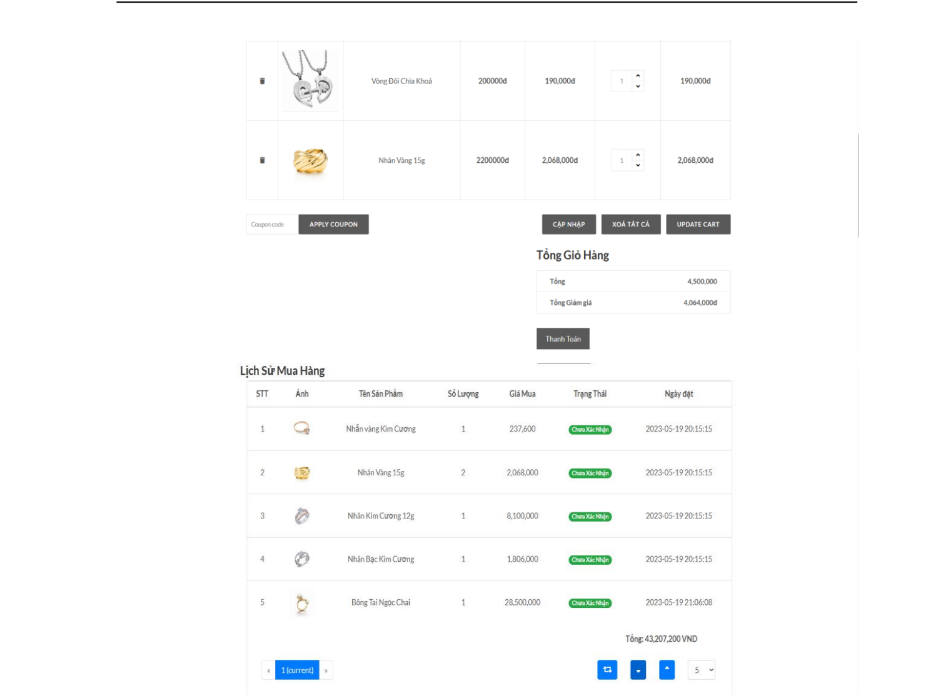 Vòng Đôi Chìa Khoá 200000đ 190,000đ 1 190,000đ
Nhẫn Vàng 15g 2200000đ 2,068,000đ 1 2,068,000đ
Coupon code APPLY COUPON CẬP NHẬP XOÁ TẤT CẢ UPDATE CART
Tổng Giỏ Hàng
Tổng 4,500,000
Tổng Giảm giá 4,064,000đ
Thanh Toán
Lịch Sử Mua Hàng
STT Ảnh Tên Sản Phẩm Số Lượng Giá Mua Trạng Thái Ngày đặt
1 Nhẫn vàng Kim Cương 1 237,600 Chưa Xác Nhận 2023-05-19 20:15:15
2 Nhẫn Vàng 15g 2 2,068,000 Chưa Xác Nhận 2023-05-19 20:15:15
3 Nhẫn Kim Cương 12g 1 8,100,000 Chưa Xác Nhận 2023-05-19 20:15:15
4 Nhẫn Bạc Kim Cương 1 1,806,000 Chưa Xác Nhận 2023-05-19 20:15:15
5 Bông Tai Ngọc Chai 1 28,500,000 Chưa Xác Nhận 2023-05-19 21:06:08
Tổng: 43,207,200 VND
« 1 (current) » 5